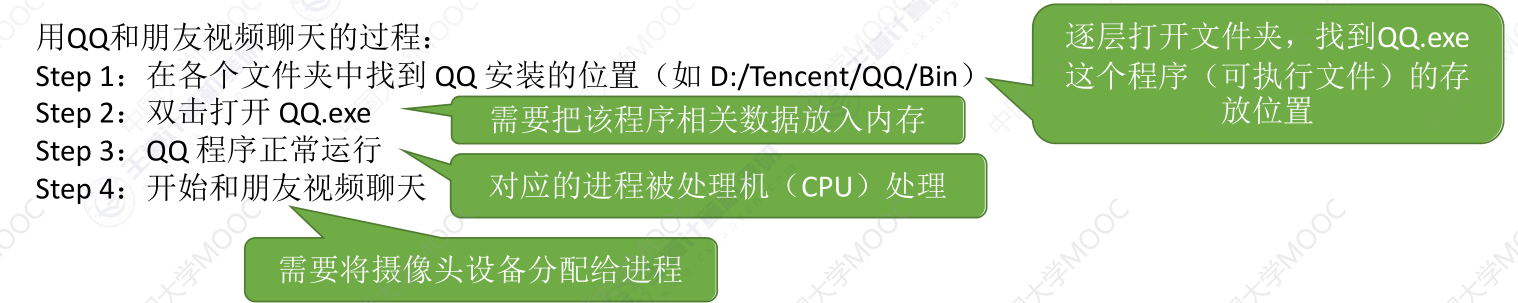 用QQ和朋友视频聊天的过程：
Step 1：在各个文件夹中找到 QQ 安装的位置（如 D:/Tencent/QQ/Bin）
Step 2：双击打开 QQ.exe
Step 3：QQ 程序正常运行
Step 4：开始和朋友视频聊天
逐层打开文件夹，找到QQ.exe
这个程序（可执行文件）的存
放位置
需要把该程序相关数据放入内存
对应的进程被处理机（CPU）处理
需要将摄像头设备分配给进程